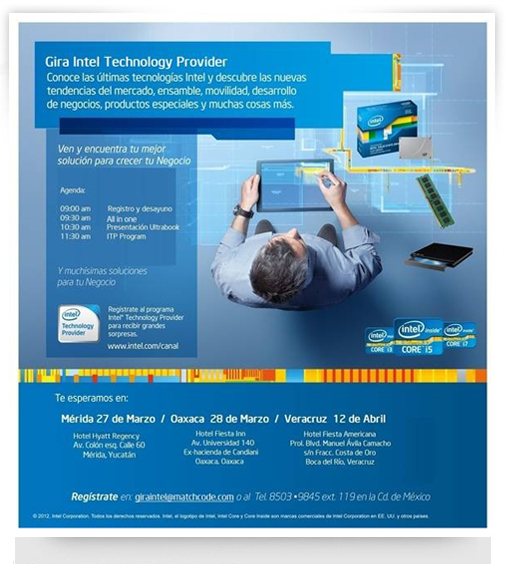 Gira Intel Technology Provider
Conoce las últimas tecnologías Intel y descubre las nuevas
tendencias del mercado, ensamble, movilidad, desarrollo
de negocios, productos especiales y muchas cosas más.
Ven y encuentra tu mejor
solución para crecer tu Negocio
Agenda:
09:00 am Registro y desayuno
09:30 am All in one
10:30 am Presentación Ultrabook
11:30 am ITP Program
Y muchísimas soluciones
para tu Negocio
intel
Technology
Provider
Regístrate al programa
Intel® Technology Provider
para recibir grandes
sorpresas.
www.intel.com/canal
intel
intel inside
CORE i3
intel inside
CORE i5
intel inside
CORE i7
Te esperamos en:
Mérida 27 de Marzo / Oaxaca 28 de Marzo / Veracruz 12 de Abril
Hotel Hyatt Regency
Av. Colón esq. Calle 60
Mérida, Yucatán
Hotel Fiesta Inn
Av. Universidad 140
Ex-hacienda de Candiani
Oaxaca, Oaxaca
Hotel Fiesta Americana
Prol. Blvd. Manuel Ávila Camacho
s/n Fracc. Costa de Oro
Boca del Río, Veracruz
Regístrate en: giraintel@matchcode.com o al Tel. 8503 •9845 ext. 119 en la Cd. de México
© 2012, Intel Corporation. Todos los derechos reservados. Intel, el logotipo de Intel, Intel Core y Core Inside son marcas comerciales de Intel Corporation en EE. UU. y otros países.